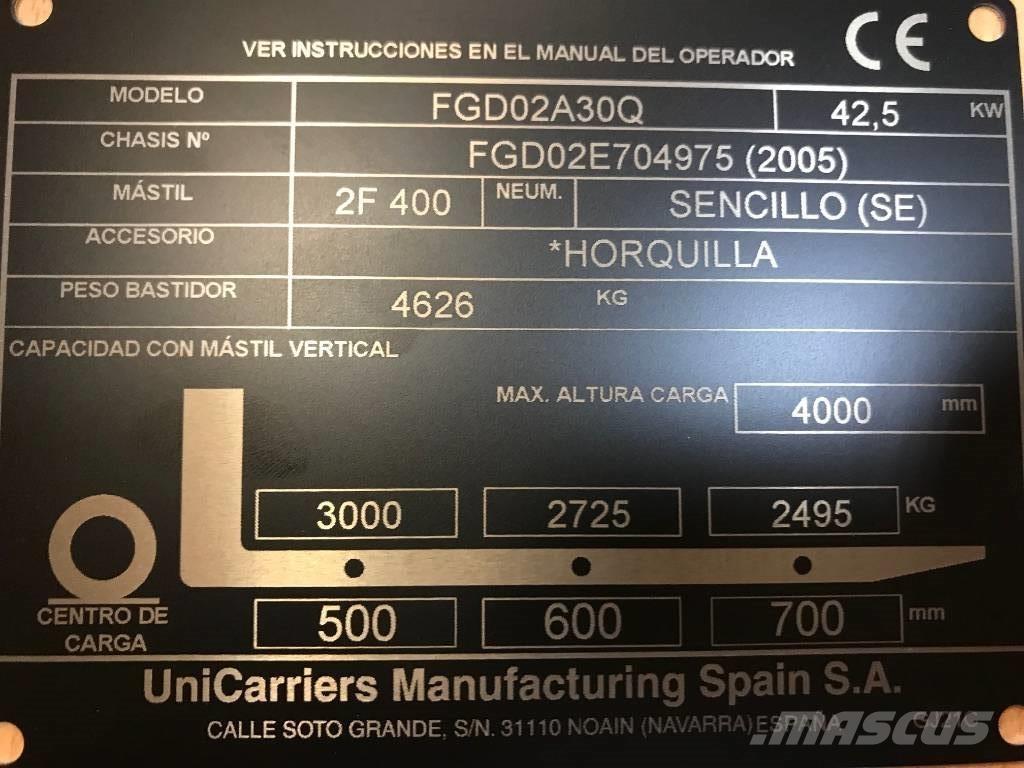 VER INSTRUCCIONES EN EL MANUAL DEL OPERADOR CE
MODELO FGD02A30Q 42,5 KW
CHASIS Nº FGD02E704975 (2005)
MÁSTIL 2F 400 NEUM. SENCILLO (SE)
ACCESORIO *HORQUILLA
PESO BASTIDOR 4626 KG
CAPACIDAD CON MÁSTIL VERTICAL
MAX. ALTURA CARGA 4000 mm
3000 2725 2495 KG
CENTRO DE CARGA 500 600 700 mm
UniCarriers Manufacturing Spain S.A.
CALLE SOTO GRANDE, S/N. 31110 NOAIN (NAVARRA) ESPAÑA
MASCUS